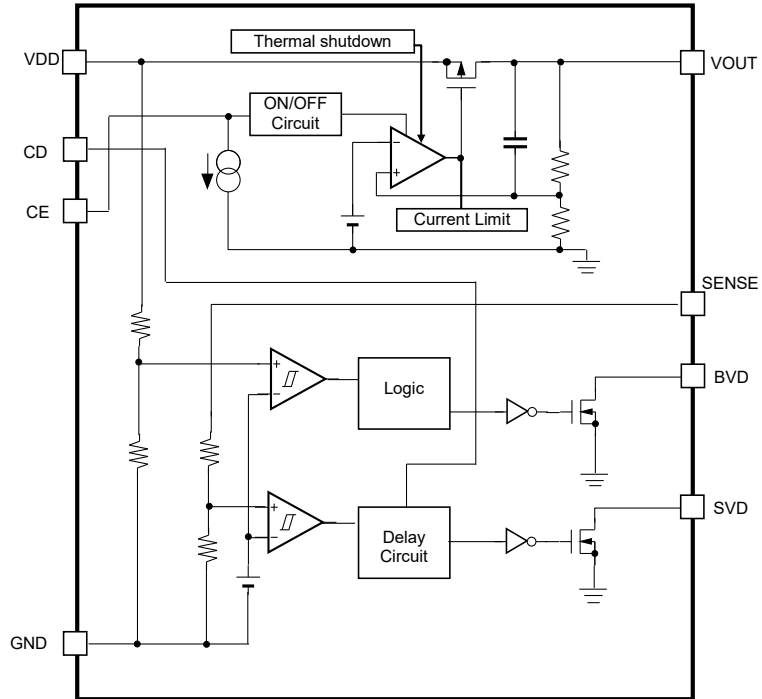 Thermal shutdown
VDD
VOUT
ON/OFF
Circuit
CD
−
+
CE
Current Limit
SENSE
+
−
Logic
BVD
+
−
Delay
Circuit
SVD
GND